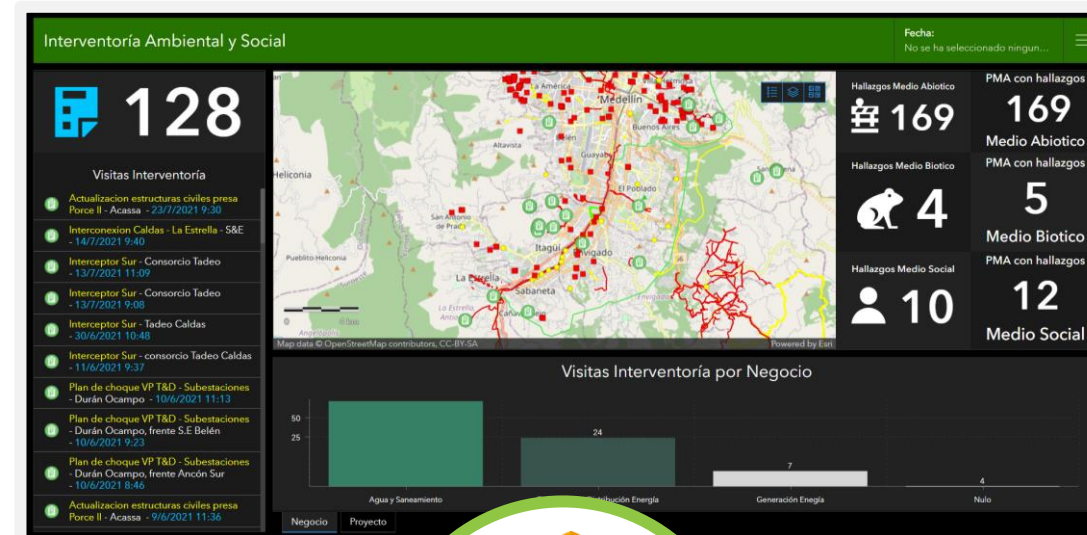 Interventoría Ambiental y Social
Fecha:
No se ha seleccionado ningun...
128
Visitas Interventoría
Actualizacion estructuras civiles presa
Porce II - Acassa - 23/7/2021 9:30
Interconexion Caldas - La Estrella - S&E
- 14/7/2021 9:40
Interceptor Sur - Consorcio Tadeo
- 13/7/2021 11:09
Interceptor Sur - Consorcio Tadeo
- 13/7/2021 9:08
Interceptor Sur - Tadeo Caldas
- 30/6/2021 10:48
Interceptor Sur - consorcio Tadeo Caldas
- 11/6/2021 9:37
Plan de choque VP T&D - Subestaciones
- Durán Ocampo - 10/6/2021 11:13
Plan de choque VP T&D - Subestaciones
- Durán Ocampo, frente S.E Belén
- 10/6/2021 9:23
Plan de choque VP T&D - Subestaciones
- Durán Ocampo, frente Ancón Sur
- 10/6/2021 8:46
Actualizacion estructuras civiles presa
Porce II - Acassa - 9/6/2021 11:36
La América
Medellín
Buenos Aires
Belén
Altavista
Guayab
Heliconia
El Poblado
San Antonio
de Prado
Pueblito Heliconia
Itagüí
Envigado
La Estrella
Sabaneta
La Estrella
Envigado
Angelópolis
Map data © OpenStreetMap contributors, CC-BY-SA
Powered by Esri
Hallazgos Medio Abiotico
169
Hallazgos Medio Biotico
4
Hallazgos Medio Social
10
PMA con hallazgos
169
Medio Abiotico
PMA con hallazgos
5
Medio Biotico
PMA con hallazgos
12
Medio Social
Visitas Interventoría por Negocio
50
25
24
7
4
Agua y Saneamiento
Distribución Energía
Generación Enegía
Nulo
Negocio
Proyecto